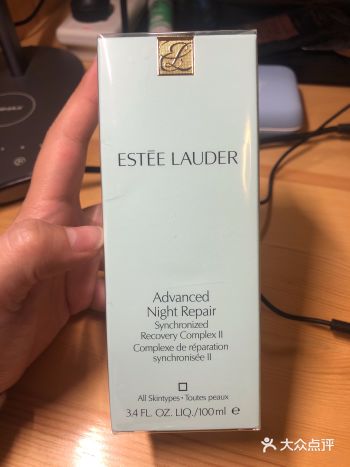 ESTĒE LAUDER
Advanced
Night Repair
Synchronized
Recovery Complex II
Complexe de réparation
synchronisée II
All Skintypes • Toutes peaux
3.4 FL. OZ. LIQ./100ml e
大众点评